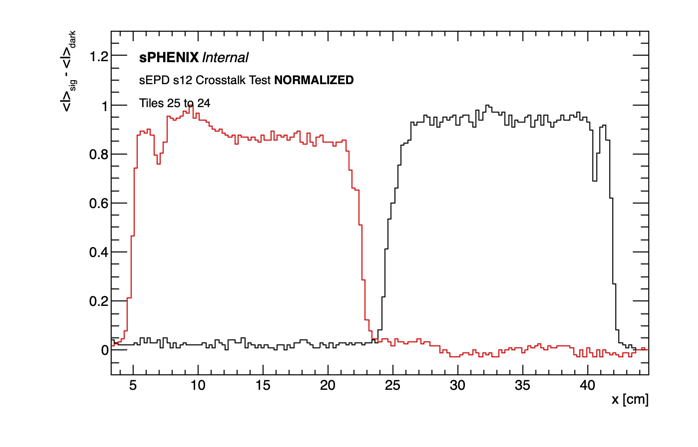 <I>sig - <I>dark
1.2
1
0.8
0.6
0.4
0.2
0
sPHENIX Internal
sEPD s12 Crosstalk Test NORMALIZED
Tiles 25 to 24
5 10 15 20 25 30 35 40
x [cm]